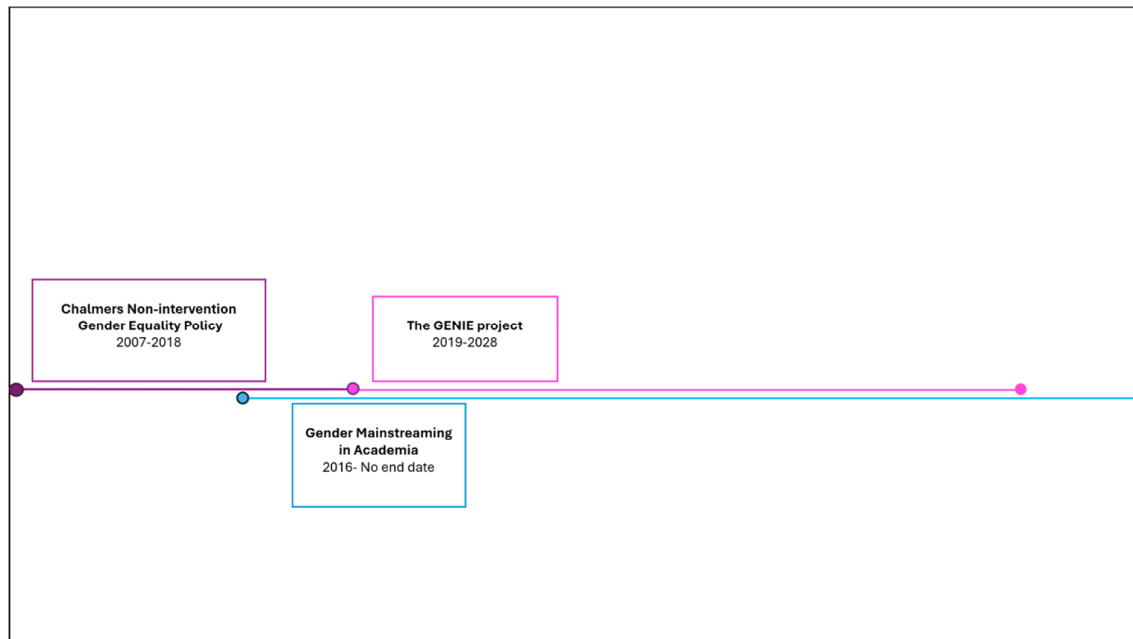 Chalmers Non-intervention
Gender Equality Policy
2007-2018
The GENIE project
2019-2028
Gender Mainstreaming
in Academia
2016- No end date